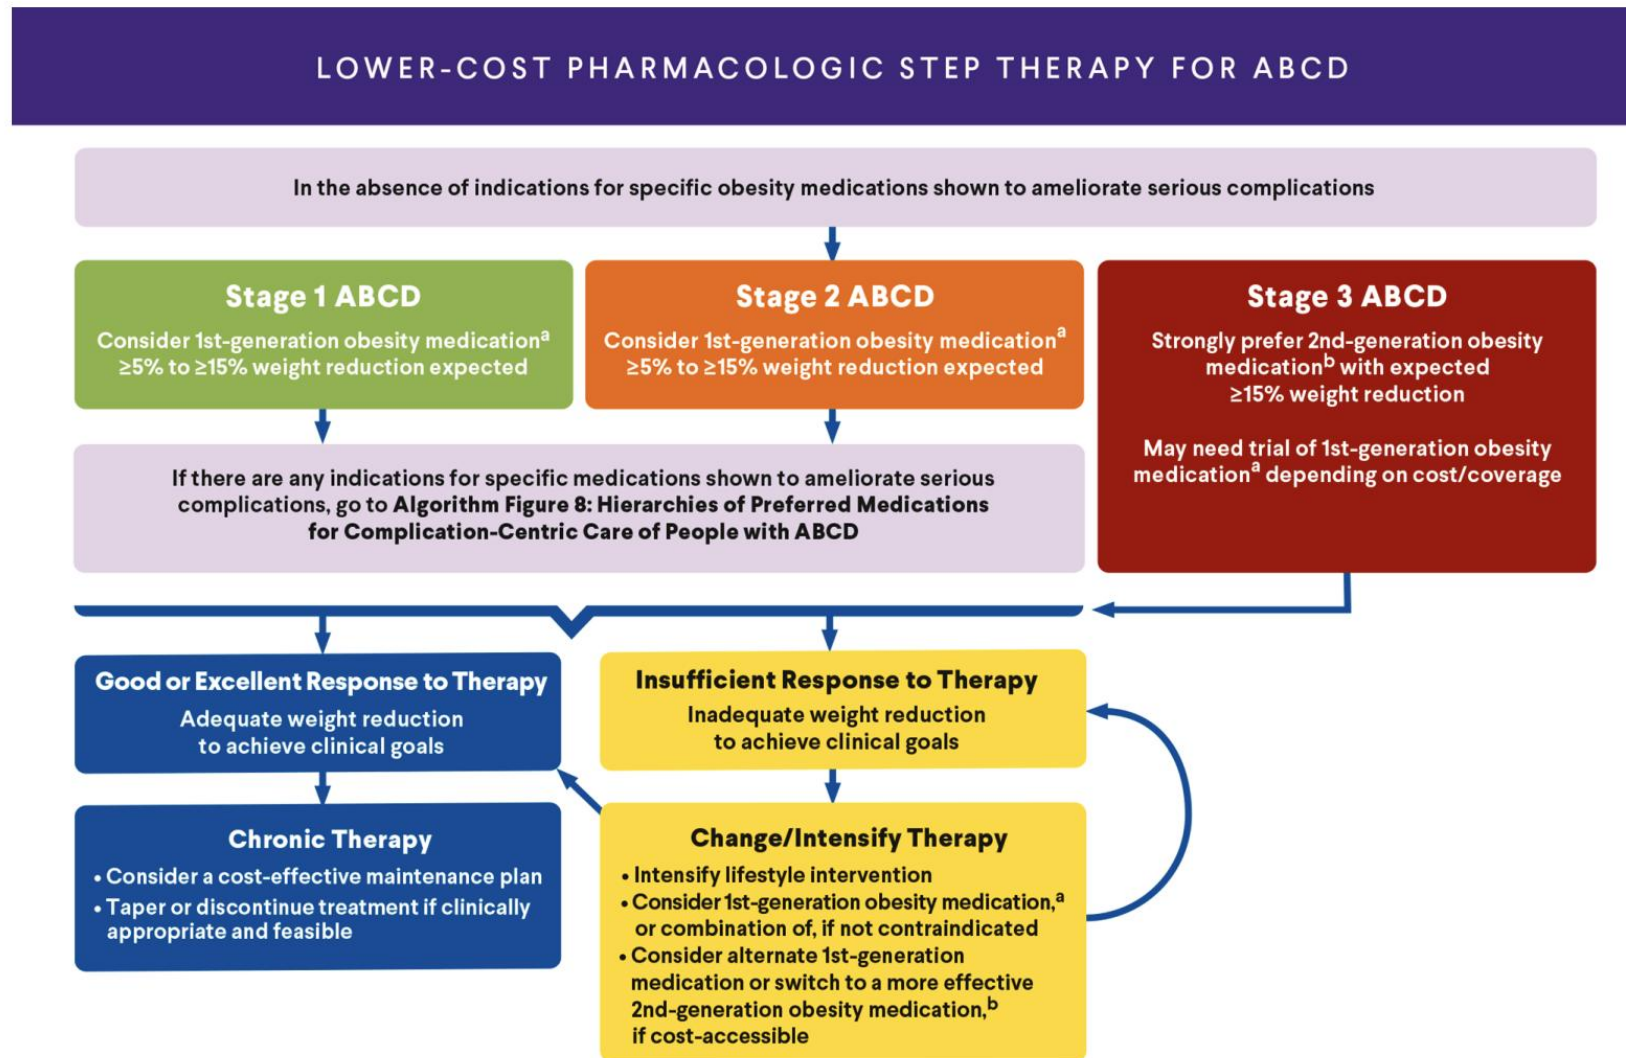 LOWER-COST PHARMACOLOGIC STEP THERAPY FOR ABCD
In the absence of indications for specific obesity medications shown to ameliorate serious complications
Stage 1 ABCD
Consider 1st-generation obesity medicationᵃ
≥5% to ≥15% weight reduction expected
Stage 2 ABCD
Consider 1st-generation obesity medicationᵃ
≥5% to ≥15% weight reduction expected
Stage 3 ABCD
Strongly prefer 2nd-generation obesity
medicationᵇ with expected
≥15% weight reduction
May need trial of 1st-generation obesity
medicationᵃ depending on cost/coverage
If there are any indications for specific medications shown to ameliorate serious
complications, go to Algorithm Figure 8: Hierarchies of Preferred Medications
for Complication-Centric Care of People with ABCD
Good or Excellent Response to Therapy
Adequate weight reduction
to achieve clinical goals
Insufficient Response to Therapy
Inadequate weight reduction
to achieve clinical goals
Chronic Therapy
• Consider a cost-effective maintenance plan
• Taper or discontinue treatment if clinically
appropriate and feasible
Change/Intensify Therapy
• Intensify lifestyle intervention
• Consider 1st-generation obesity medication,ᵃ
or combination of, if not contraindicated
• Consider alternate 1st-generation
medication or switch to a more effective
2nd-generation obesity medication,ᵇ
if cost-accessible